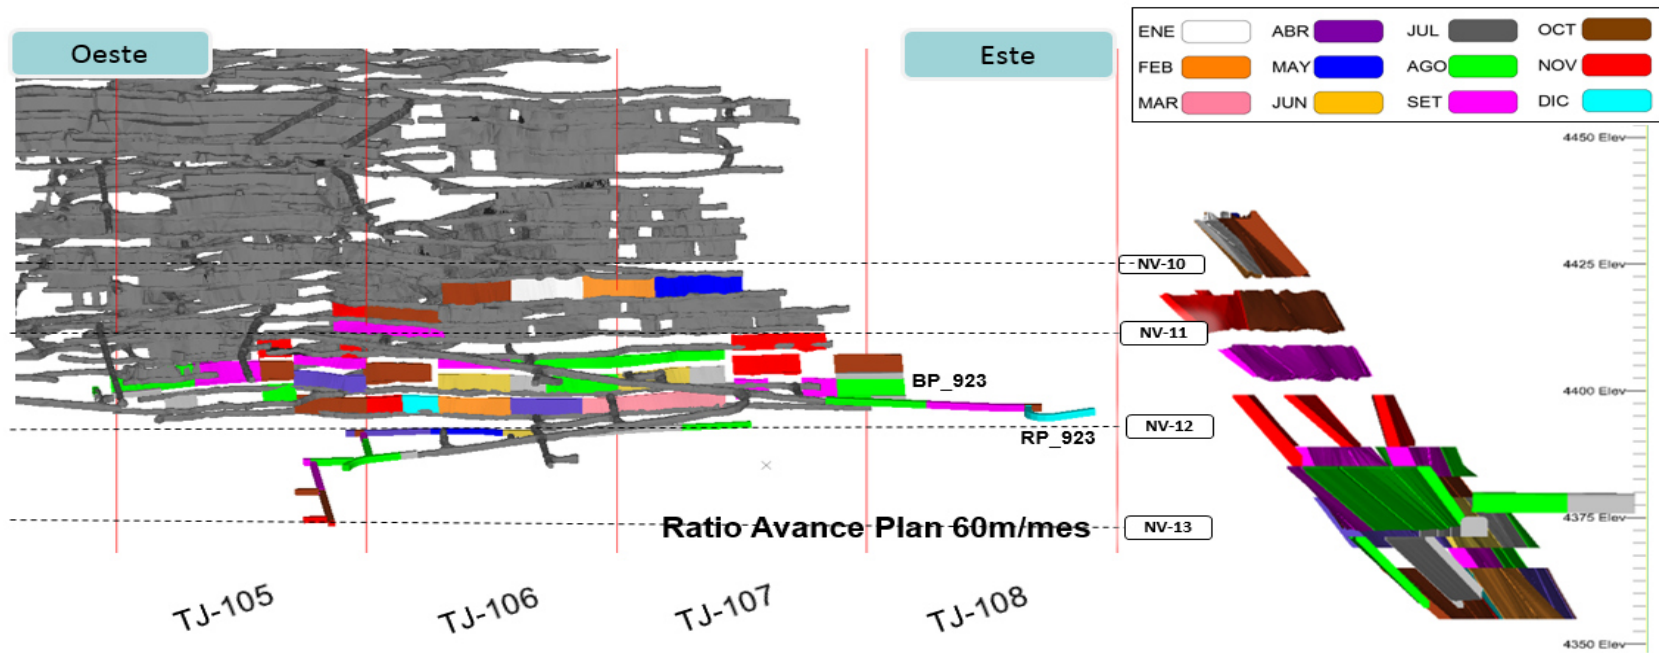 Oeste
Este
ENE ABR JUL OCT
FEB MAY AGO NOV
MAR JUN SET DIC
4450 Elev
NV-10
4425 Elev
NV-11
BP_923
4400 Elev
RP_923
NV-12
Ratio Avance Plan 60m/mes
NV-13
4375 Elev
TJ-105
TJ-106
TJ-107
TJ-108
4350 Elev